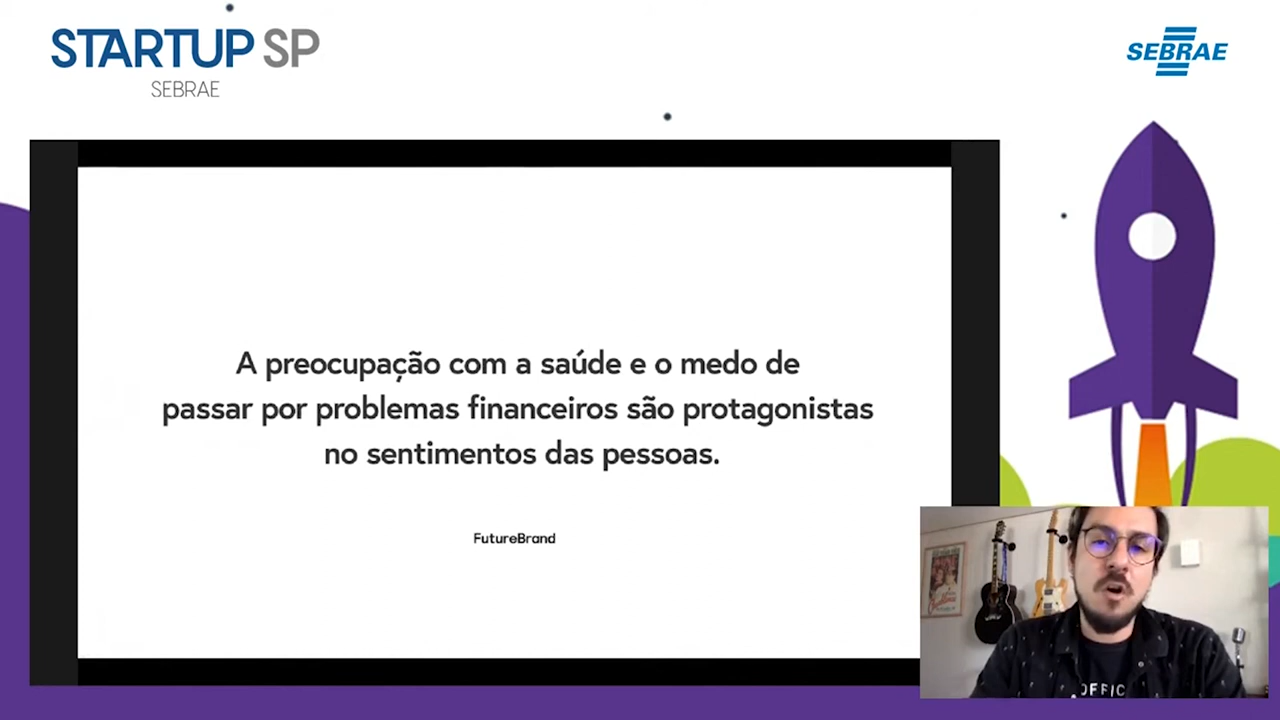 STARTUP SP
SEBRAE
SEBRAE
A preocupação com a saúde e o medo de
passar por problemas financeiros são protagonistas
no sentimentos das pessoas.
FutureBrand
OFFIC